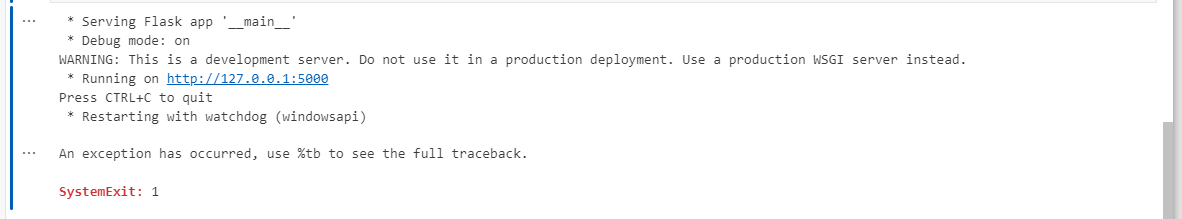 * Serving Flask app '__main__'
* Debug mode: on
WARNING: This is a development server. Do not use it in a production deployment. Use a production WSGI server instead.
* Running on http://127.0.0.1:5000
Press CTRL+C to quit
* Restarting with watchdog (windowsapi)
An exception has occurred, use %tb to see the full traceback.
SystemExit: 1